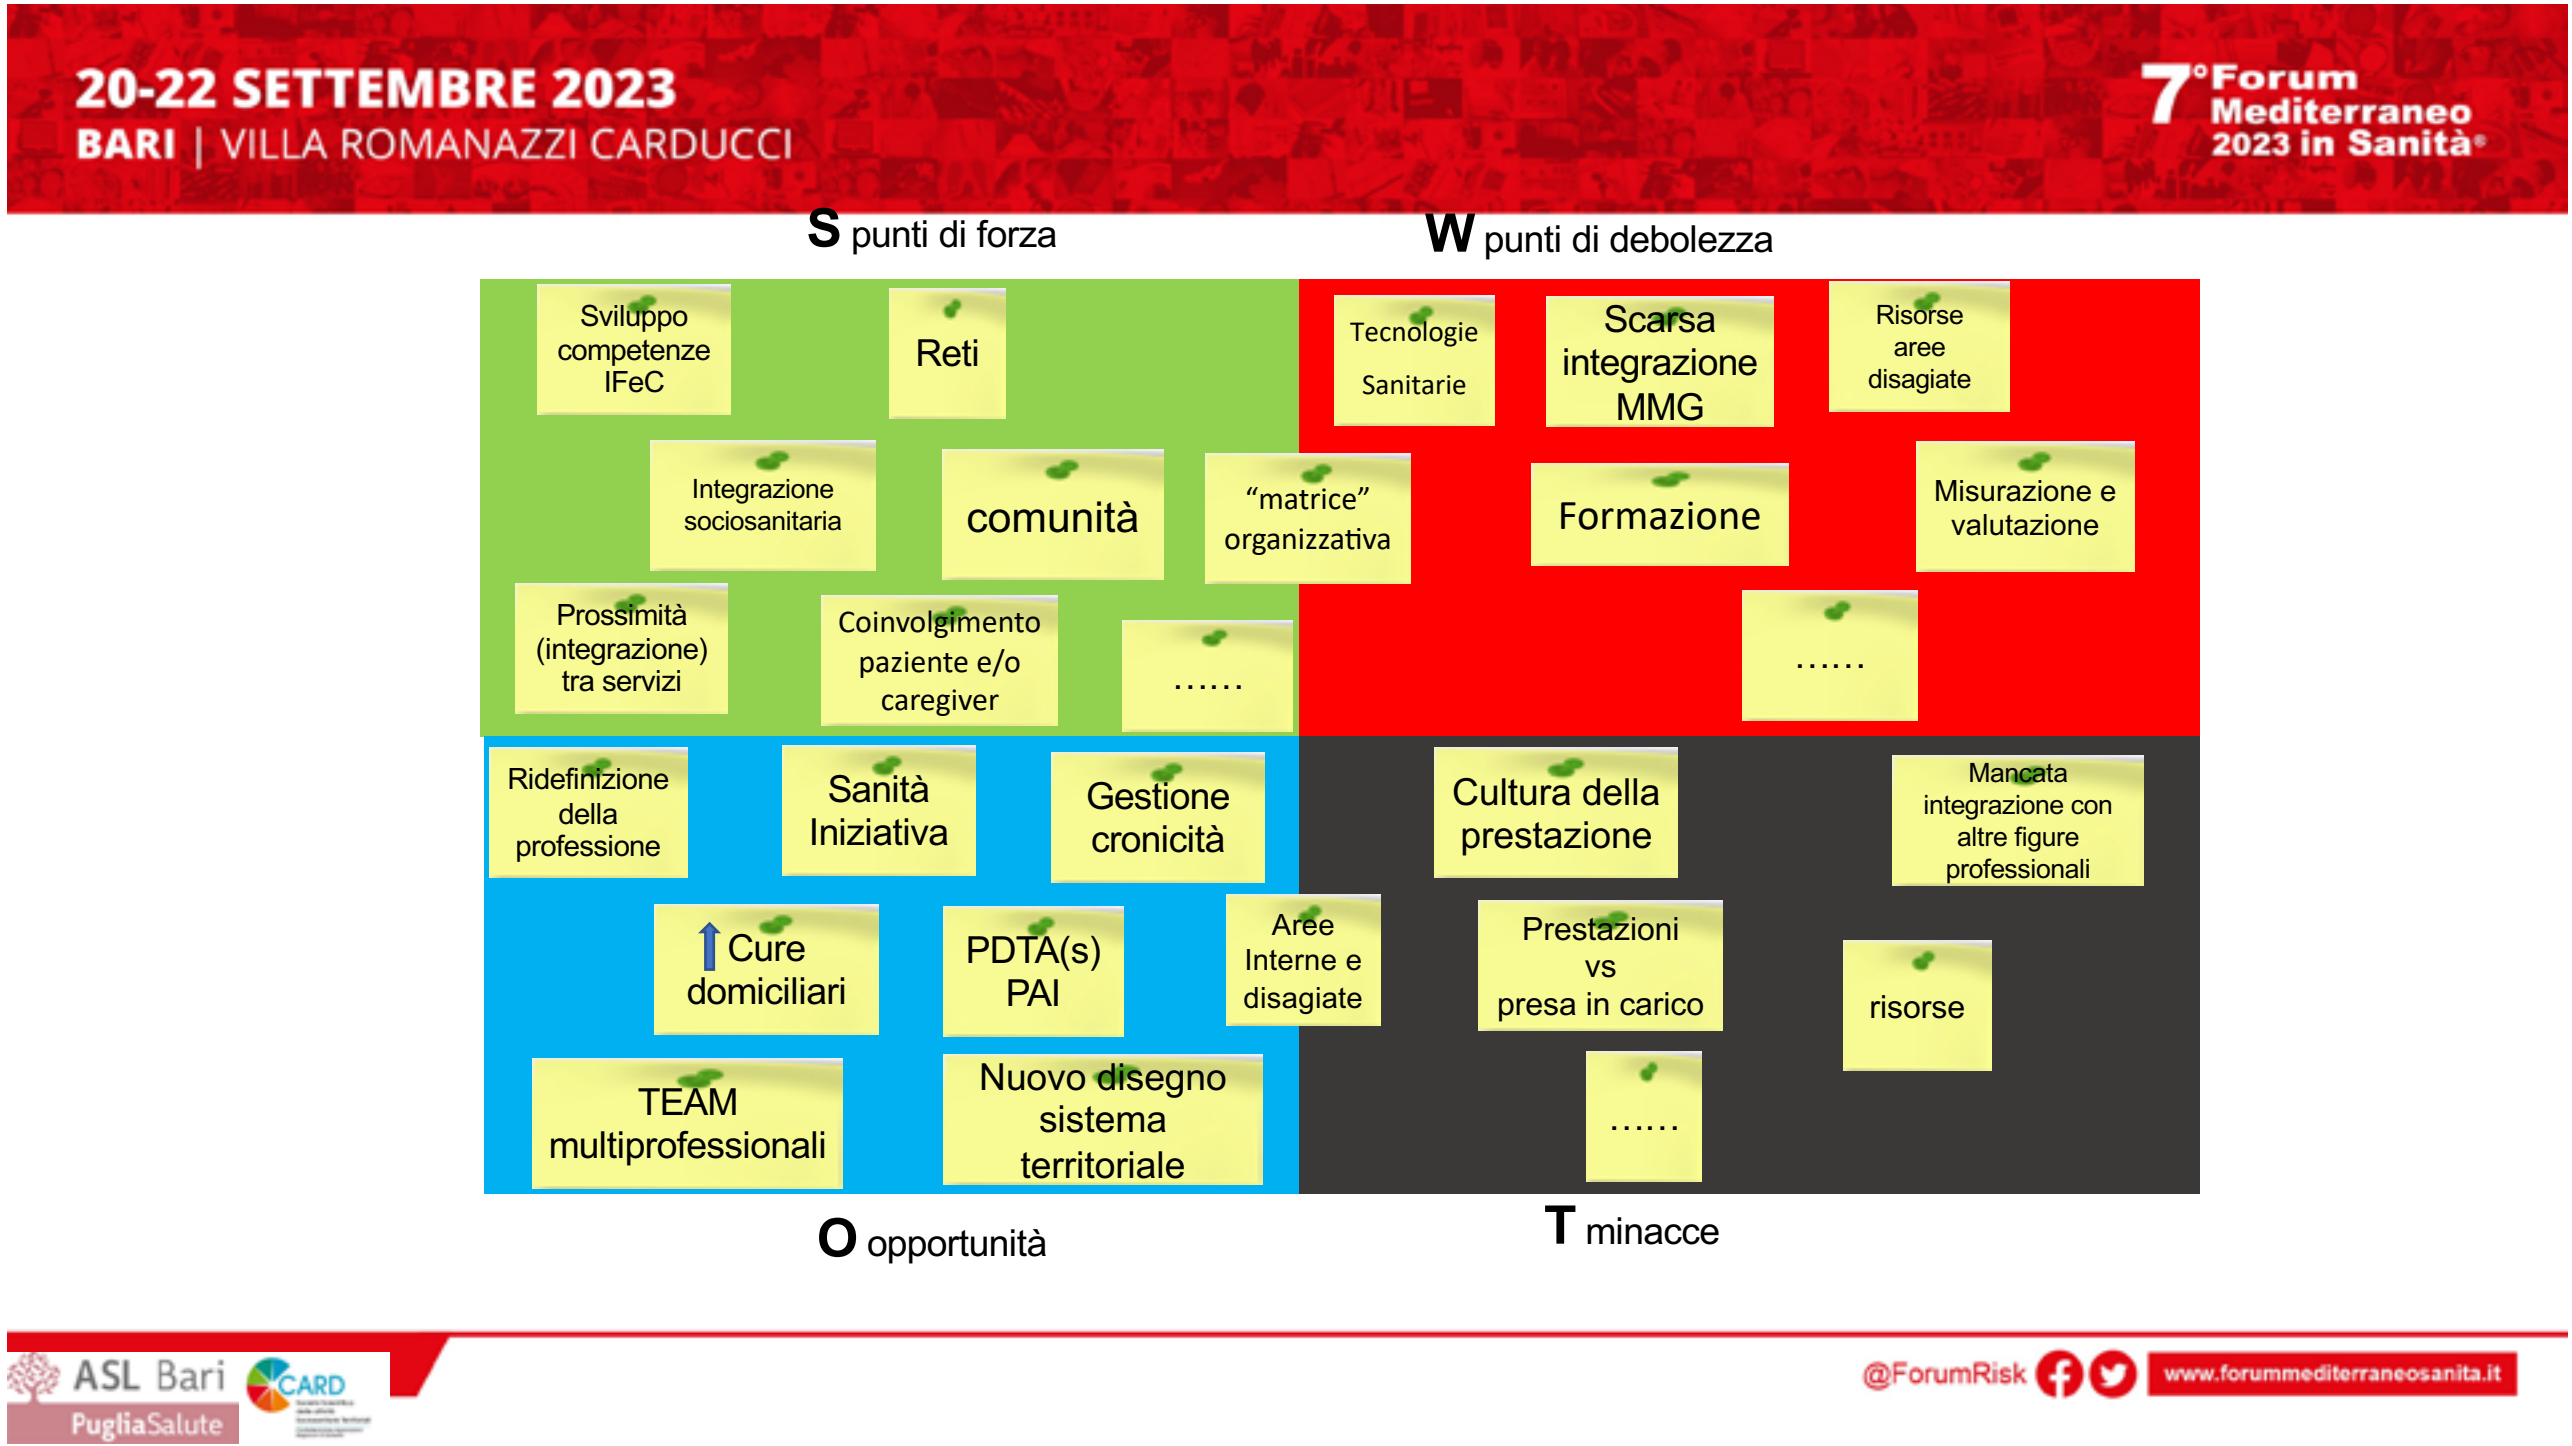 20-22 SETTEMBRE 2023
BARI | VILLA ROMANAZZI CARDUCCI
7° Forum
Mediterraneo
2023 in Sanità®
S punti di forza
W punti di debolezza
Sviluppo
competenze
IFeC
Reti
Integrazione
sociosanitaria
comunità
“matrice”
organizzativa
Prossimità
(integrazione)
tra servizi
Coinvolgimento
paziente e/o
caregiver
……
Tecnologie
Sanitarie
Scarsa
integrazione
MMG
Risorse
aree
disagiate
Formazione
Misurazione e
valutazione
……
Ridefinizione
della
professione
Sanità
Iniziativa
Gestione
cronicità
Cure
domiciliari
PDTA(s)
PAI
Aree
Interne e
disagiate
TEAM
multiprofessionali
Nuovo disegno
sistema
territoriale
Cultura della
prestazione
Mancata
integrazione con
altre figure
professionali
Prestazioni
vs
presa in carico
risorse
……
O opportunità
T minacce
ASL Bari
PugliaSalute
CARD
@ForumRisk
www.forummediterraneosanita.it